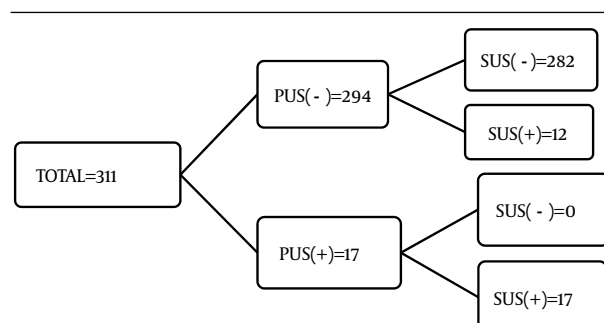 SUS( - )=282
PUS( - )=294
SUS(+)=12
TOTAL=311
SUS( - )=0
PUS(+)=17
SUS(+)=17